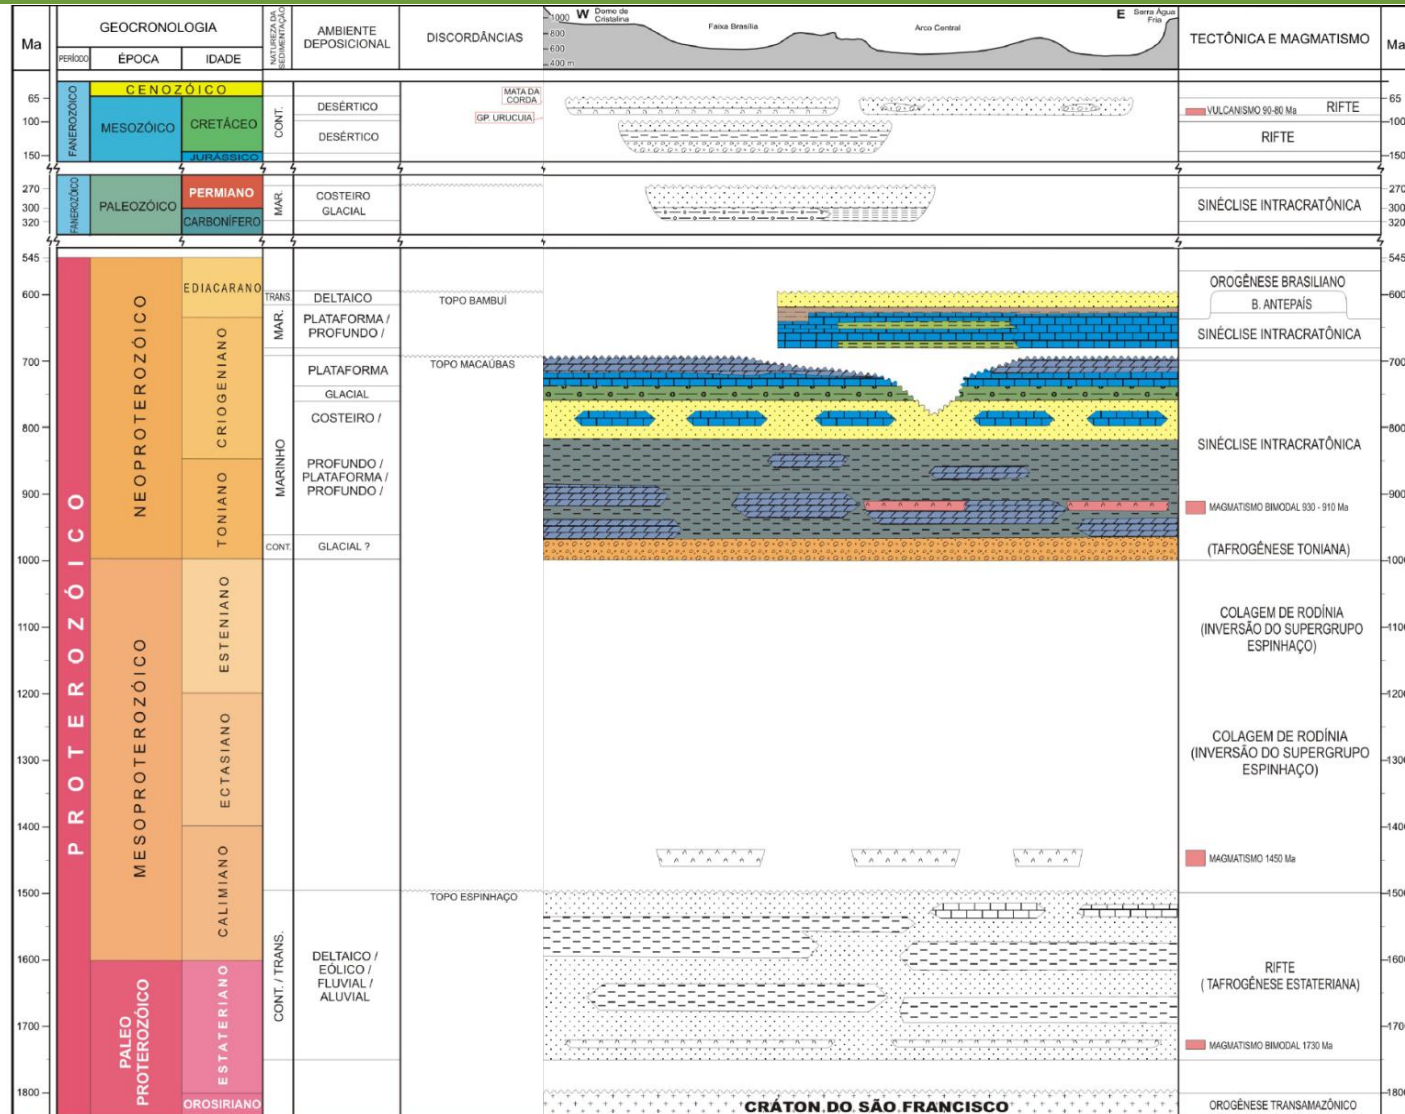 Ma
GEOCRONOLOGIA
PERÍODO
ÉPOCA
IDADE
NATUREZA DA
SEDIMENTAÇÃO
AMBIENTE
DEPOSICIONAL
DISCORDÂNCIAS
1000
800
600
400 m
W
Domo de
Cristalina
Faixa Brasília
Arco Central
E
Serra Água
Fria
TECTÔNICA E MAGMATISMO
Ma
65
100
150
FANEROZÓICO
CENOZÓICO
MESOZÓICO
CRETÁCEO
JURÁSSICO
CONT.
DESÉRTICO
DESÉRTICO
MATA DA
CORDA
GP. URUCUIA
VULCANISMO 90-80 Ma
RIFTE
RIFTE
65
100
150
270
300
320
FANEROZÓICO
PALEOZÓICO
PERMIANO
CARBONÍFERO
MAR.
COSTEIRO
GLACIAL
SINÉCLISE INTRACRATÔNICA
270
300
320
545
600
700
800
900
1000
1100
1200
1300
1400
1500
1600
1700
1800
PROTEROZÓICO
NEOPROTEROZÓICO
MESOPROTEROZÓICO
PALEO
PROTEROZÓICO
EDIACARANO
CRIOGENIANO
TONIANO
ESTENIANO
ECTASIANO
CALIMIANO
ESTATERIANO
OROSIRIANO
TRANS.
MAR.
MARINHO
CONT.
CONT. / TRANS.
DELTAICO
PLATAFORMA /
PROFUNDO /
PLATAFORMA
GLACIAL
COSTEIRO /
PROFUNDO /
PLATAFORMA /
PROFUNDO /
GLACIAL ?
DELTAICO /
EÓLICO /
FLUVIAL /
ALUVIAL
TOPO BAMBUÍ
TOPO MACAÚBAS
TOPO ESPINHAÇO
CRÁTON DO SÃO FRANCISCO
OROGÊNESE BRASILIANO
B. ANTEPAÍS
SINÉCLISE INTRACRATÔNICA
SINÉCLISE INTRACRATÔNICA
MAGMATISMO BIMODAL 930 - 910 Ma
(TAFROGÊNESE TONIANA)
COLAGEM DE RODÍNIA
(INVERSÃO DO SUPERGRUPO
ESPINHAÇO)
COLAGEM DE RODÍNIA
(INVERSÃO DO SUPERGRUPO
ESPINHAÇO)
MAGMATISMO 1450 Ma
RIFTE
( TAFROGÊNESE ESTATERIANA)
MAGMATISMO BIMODAL 1730 Ma
OROGÊNESE TRANSAMAZÔNICO
545
600
700
800
900
1000
1100
1200
1300
1400
1500
1600
1700
1800